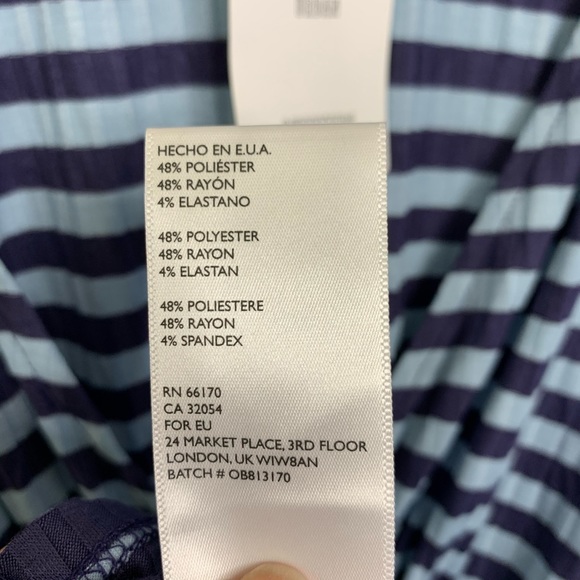 HECHO EN E.U.A.
48% POLIÉSTER
48% RAYÓN
4% ELASTANO
48% POLYESTER
48% RAYON
4% ELASTAN
48% POLIESTERE
48% RAYON
4% SPANDEX
RN 66170
CA 32054
FOR EU
24 MARKET PLACE, 3RD FLOOR
LONDON, UK WIW8AN
BATCH # OB813170